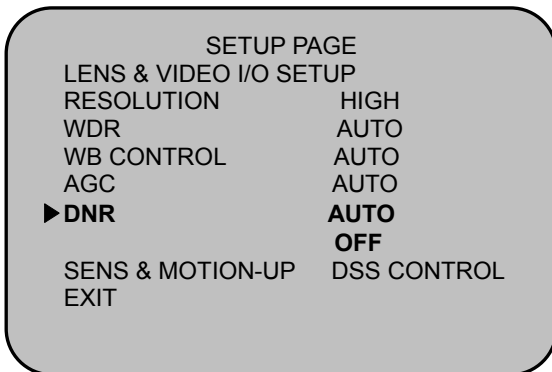 SETUP PAGE
LENS & VIDEO I/O SETUP
RESOLUTION HIGH
WDR AUTO
WB CONTROL AUTO
AGC AUTO
DNR AUTO
OFF
SENS & MOTION-UP DSS CONTROL
EXIT